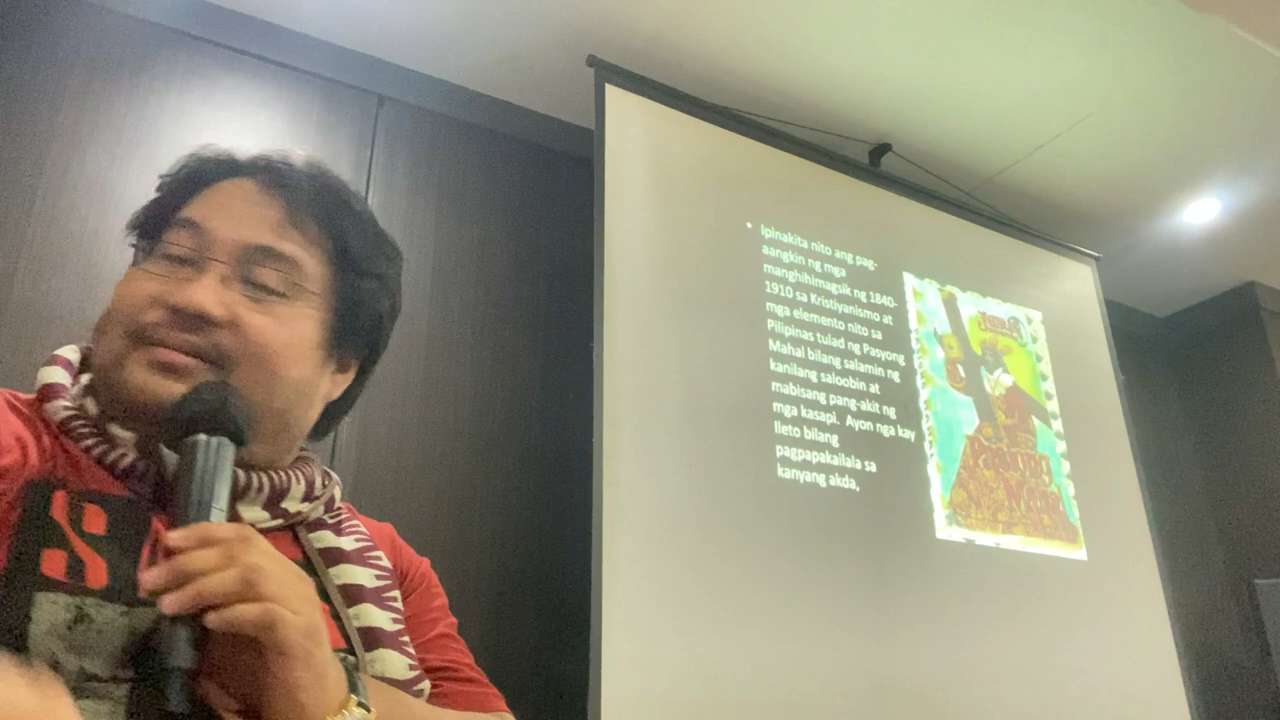 • Ipinakita nito ang pag-
aangkin ng mga
manghihimagsik ng 1840-
1910 sa Kristiyanismo at
mga elemento nito sa
Pilipinas tulad ng Pasyong
Mahal bilang salamin ng
kanilang saloobin at
mabisang pang-akit ng
mga kasapi. Ayon nga kay
Ileto bilang
pagpapakailala sa
kanyang akda,
S